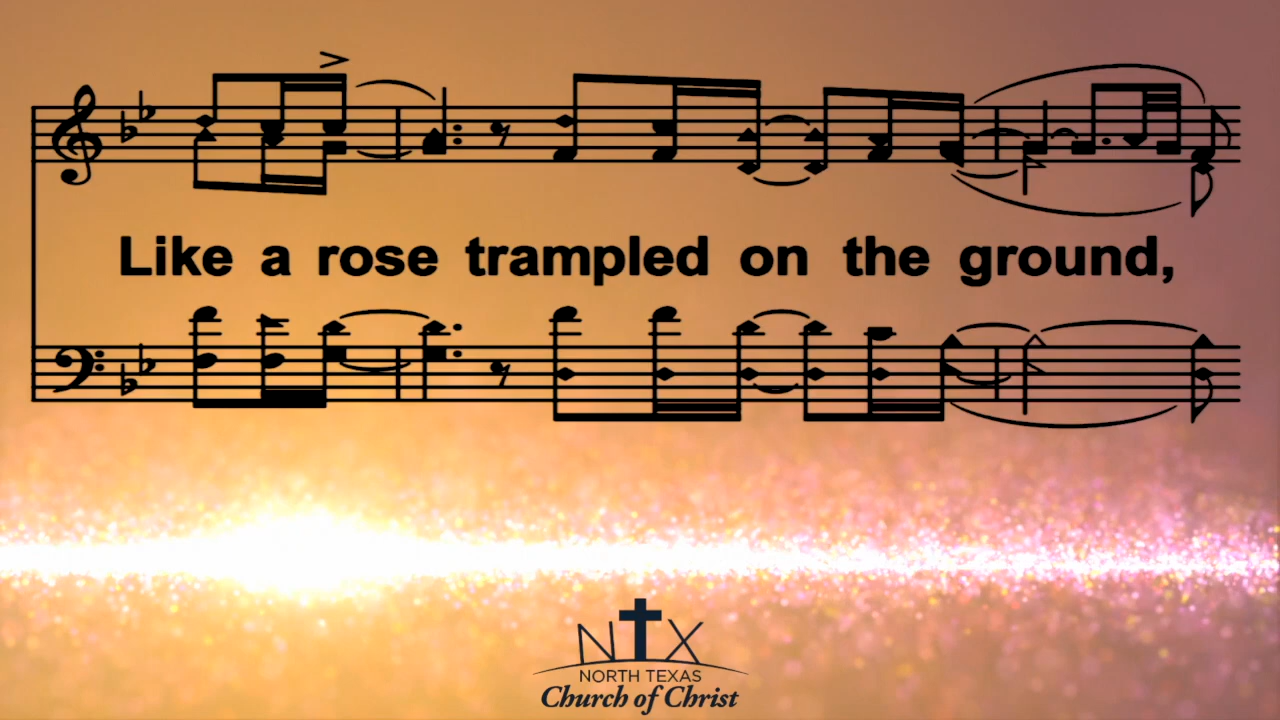 Like a rose trampled on the ground,
NTX
NORTH TEXAS
Church of Christ